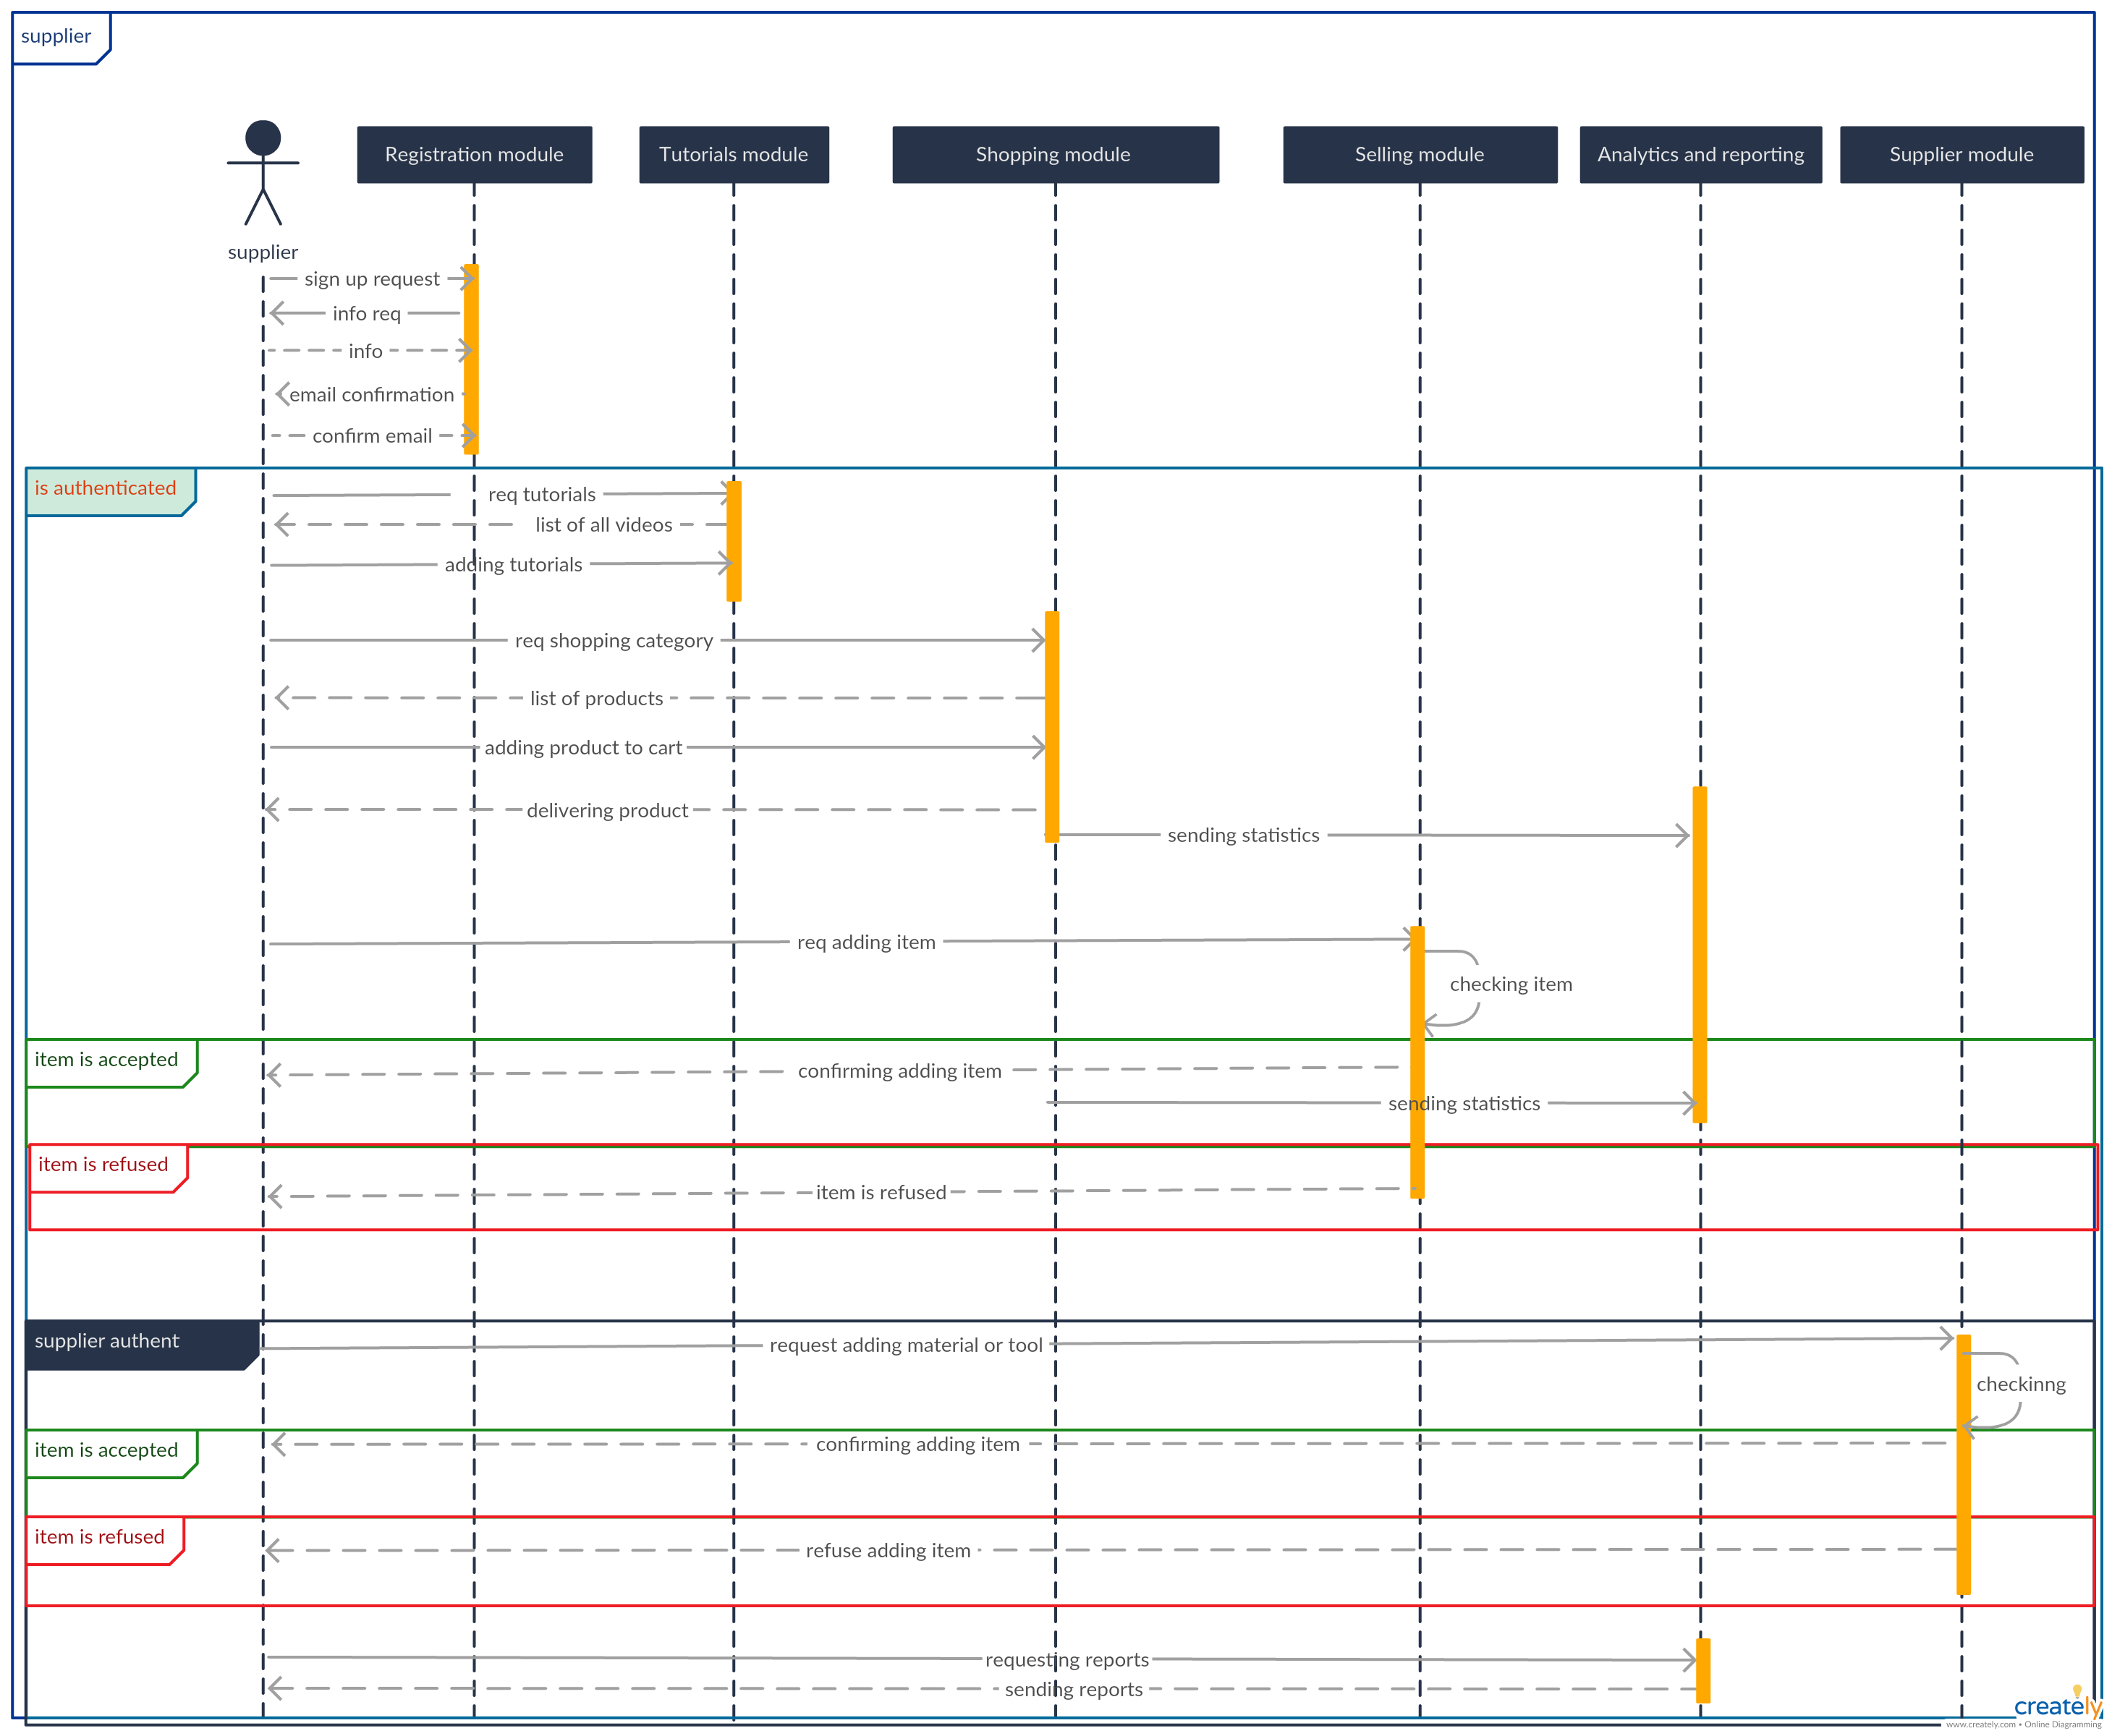 supplier
Registration module
Tutorials module
Shopping module
Selling module
Analytics and reporting
Supplier module
supplier
sign up request
info req
info
email confirmation
confirm email
is authenticated
req tutorials
list of all videos
adding tutorials
req shopping category
list of products
adding product to cart
delivering product
sending statistics
req adding item
checking item
item is accepted
confirming adding item
sending statistics
item is refused
item is refused
supplier authent
request adding material or tool
checkinng
item is accepted
confirming adding item
item is refused
refuse adding item
requesting reports
sending reports
creately
www.creately.com • Online Diagramming